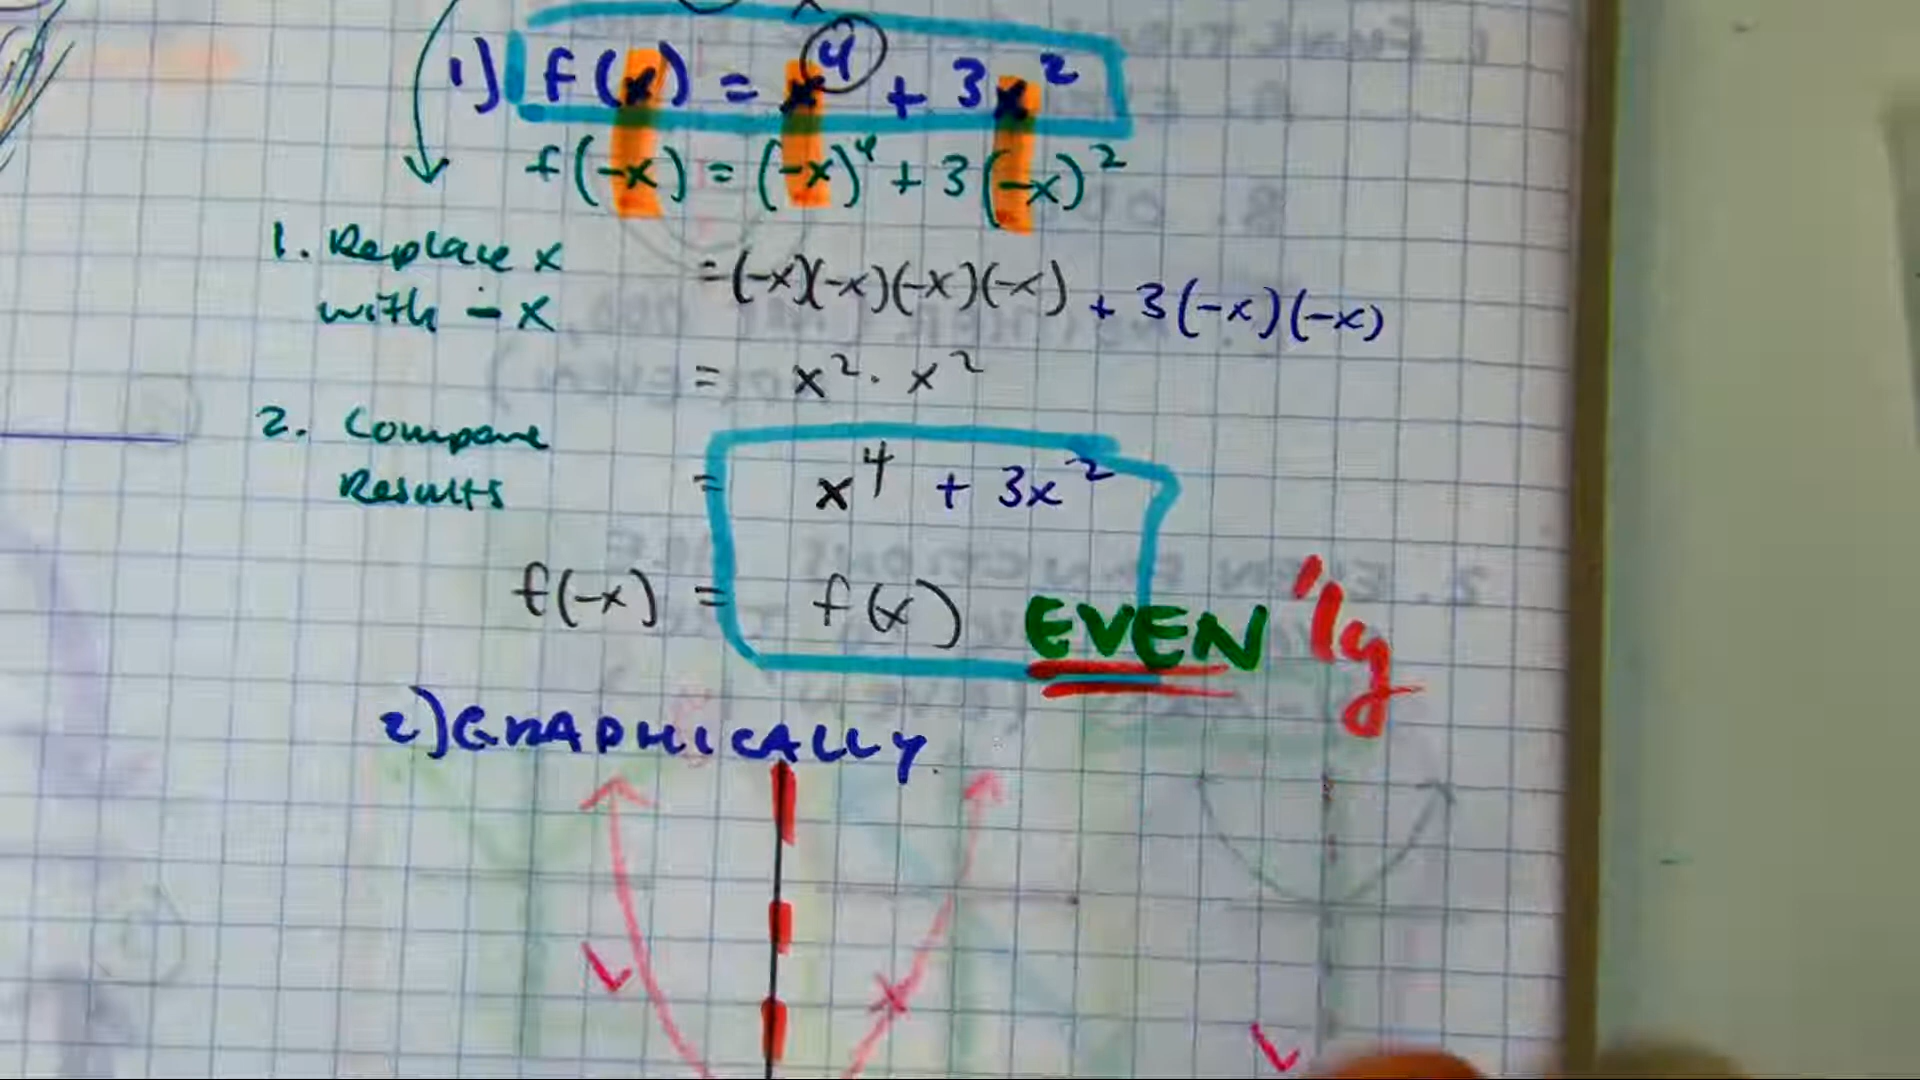 1) f(x) = x⁴ + 3x²
f(-x) = (-x)⁴ + 3(-x)²
1. Replace x
with -x
= (-x)(-x)(-x)(-x) + 3(-x)(-x)
= x² · x²
2. Compare
Results
= x⁴ + 3x²
f(-x) = f(x) EVEN 'ly
2) GRAPHICALLY